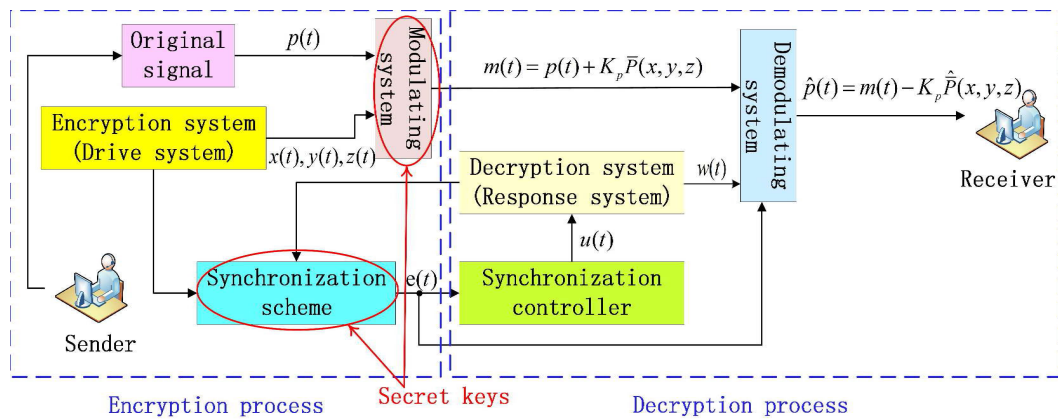 Original
signal
p(t)
Modulating
system
m(t) = p(t) + K_p P̅(x, y, z)
Demodulating
system
p̂(t) = m(t) − K_p P̅̂(x, y, z)
Receiver
Encryption system
(Drive system)
x(t), y(t), z(t)
Decryption system
(Response system)
w(t)
u(t)
Synchronization
scheme
e(t)
Synchronization
controller
Sender
Secret keys
Encryption process
Decryption process